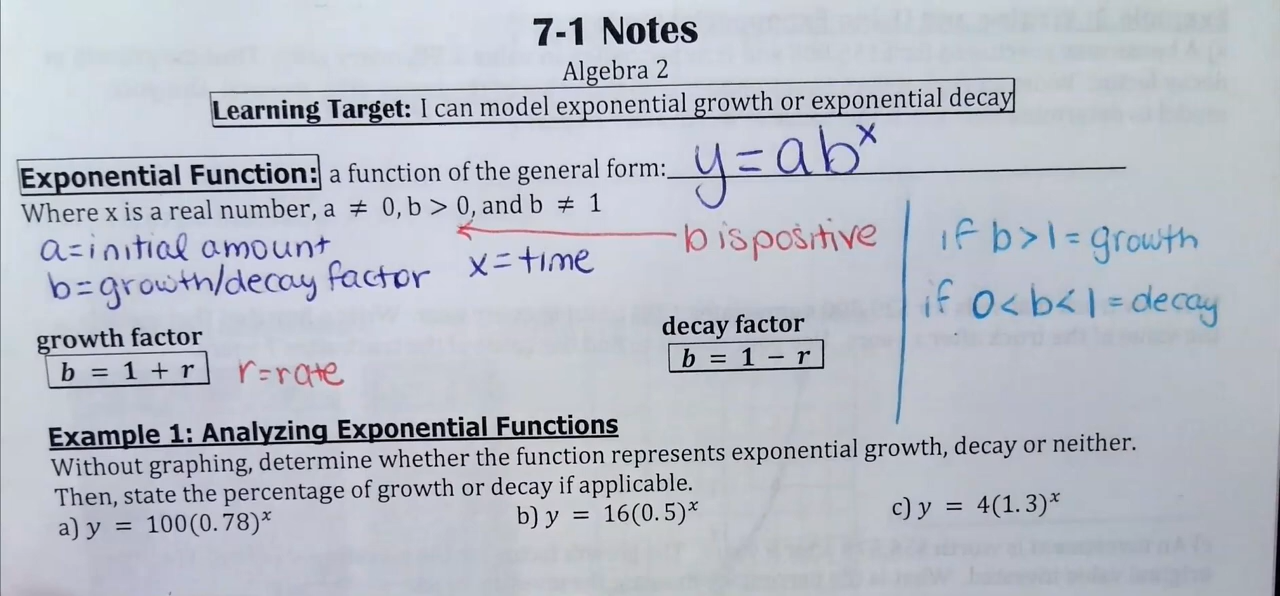 7-1 Notes
Algebra 2
Learning Target: I can model exponential growth or exponential decay
Exponential Function: a function of the general form: y=ab^x
Where x is a real number, a ≠ 0, b > 0, and b ≠ 1
b is positive
if b>1 = growth
a=initial amount
x=time
b=growth/decay factor
if 0<b<1 = decay
growth factor
decay factor
b = 1 + r
r=rate
b = 1 − r
Example 1: Analyzing Exponential Functions
Without graphing, determine whether the function represents exponential growth, decay or neither.
Then, state the percentage of growth or decay if applicable.
a) y = 100(0.78)^x
b) y = 16(0.5)^x
c) y = 4(1.3)^x